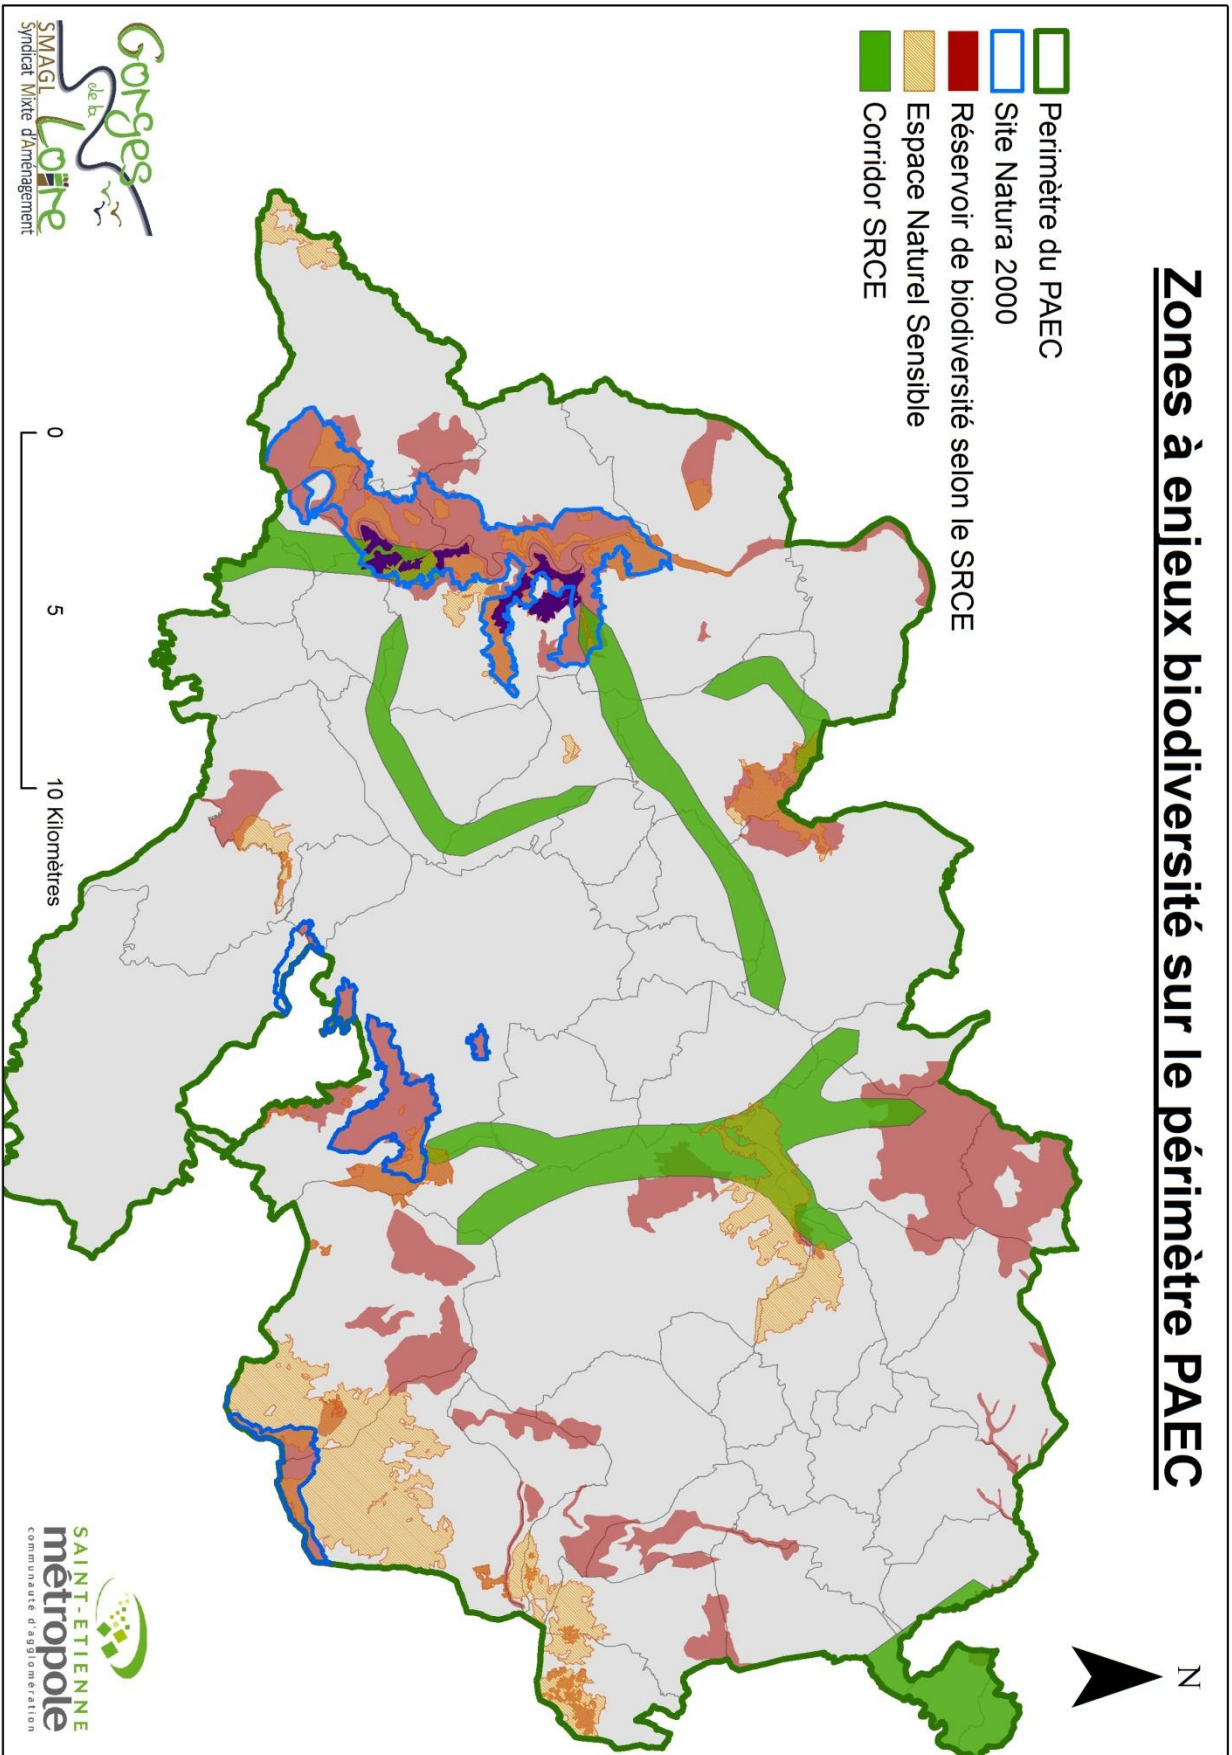 Zones à enjeux biodiversité sur le périmètre PAEC
N
Perimètre du PAEC
Site Natura 2000
Réservoir de biodiversité selon le SRCE
Espace Naturel Sensible
Corridor SRCE
Gorges
de la
Loire
SMAGL
Syndicat Mixte d'Aménagement
0 5 10 Kilomètres
SAINT-ETIENNE
métropole
communauté d'agglomération